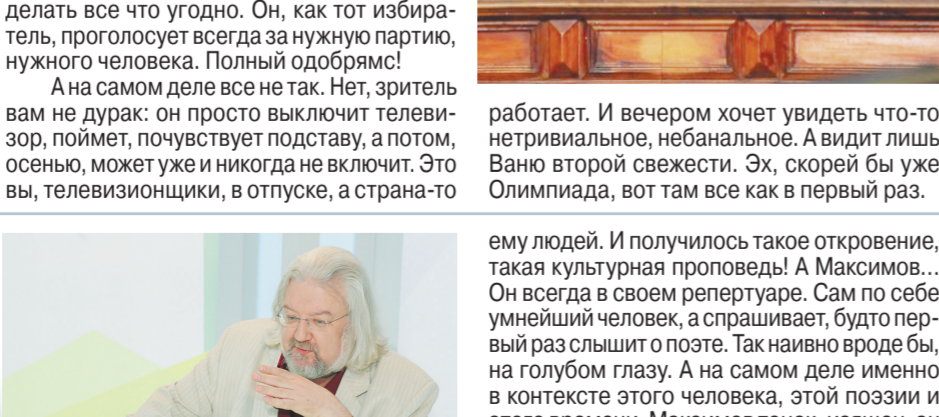 делать все что угодно. Он, как тот избира-
тель, проголосует всегда за нужную партию,
нужного человека. Полный одобрямс!
А на самом деле все не так. Нет, зритель
вам не дурак: он просто выключит телеви-
зор, поймет, почувствует подставу, а потом,
осенью, может уже и никогда не включит. Это
вы, телевизионщики, в отпуске, а страна-то
работает. И вечером хочет увидеть что-то
нетривиальное, небанальное. А видит лишь
Ваню второй свежести. Эх, скорей бы уже
Олимпиада, вот там все как в первый раз.
ему людей. И получилось такое откровение,
такая культурная проповедь! А Максимов...
Он всегда в своем репертуаре. Сам по себе
умнейший человек, а спрашивает, будто пер-
вый раз слышит о поэте. Так наивно вроде бы,
на голубом глазу. А на самом деле именно
в контексте этого человека, этой поэзии и